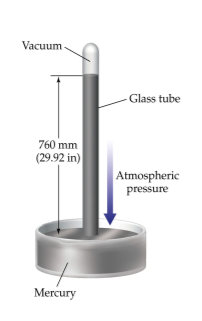 Vacuum
Glass tube
760 mm
(29.92 in)
Atmospheric
pressure
Mercury